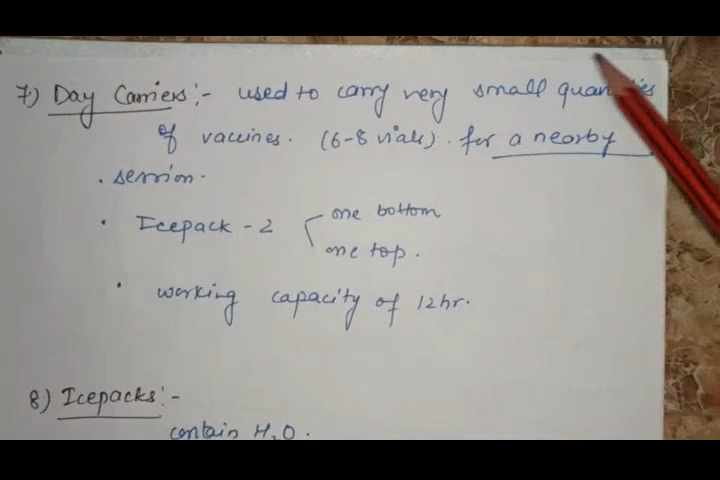 7) Day Carriers:- used to carry very small quantities
of vaccines. (6-8 vials). for a nearby
. session.
• Icepack - 2 one bottom
one top.
• working capacity of 12hr.
8) Icepacks:-
contain H2O.